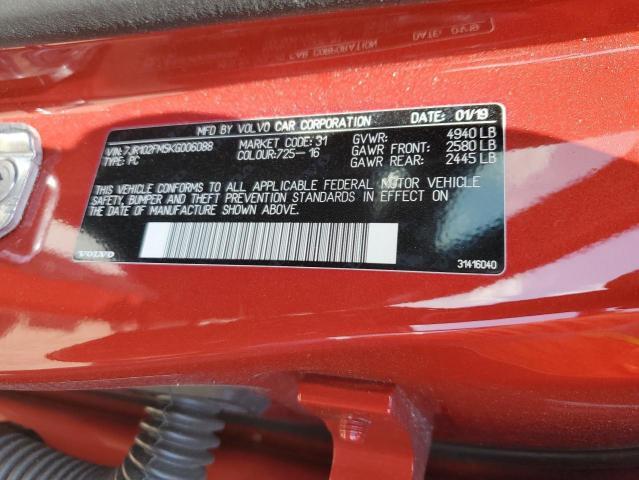 MFD BY VOLVO CAR CORPORATION DATE: 01/19
VIN:7JR102FM9KG006088 MARKET CODE: 31 GVWR: 4940 LB
TYPE: PC COLOUR:725-16 GAWR FRONT: 2580 LB
GAWR REAR: 2445 LB
THIS VEHICLE CONFORMS TO ALL APPLICABLE FEDERAL MOTOR VEHICLE
SAFETY, BUMPER AND THEFT PREVENTION STANDARDS IN EFFECT ON
THE DATE OF MANUFACTURE SHOWN ABOVE.
VOLVO 31416040